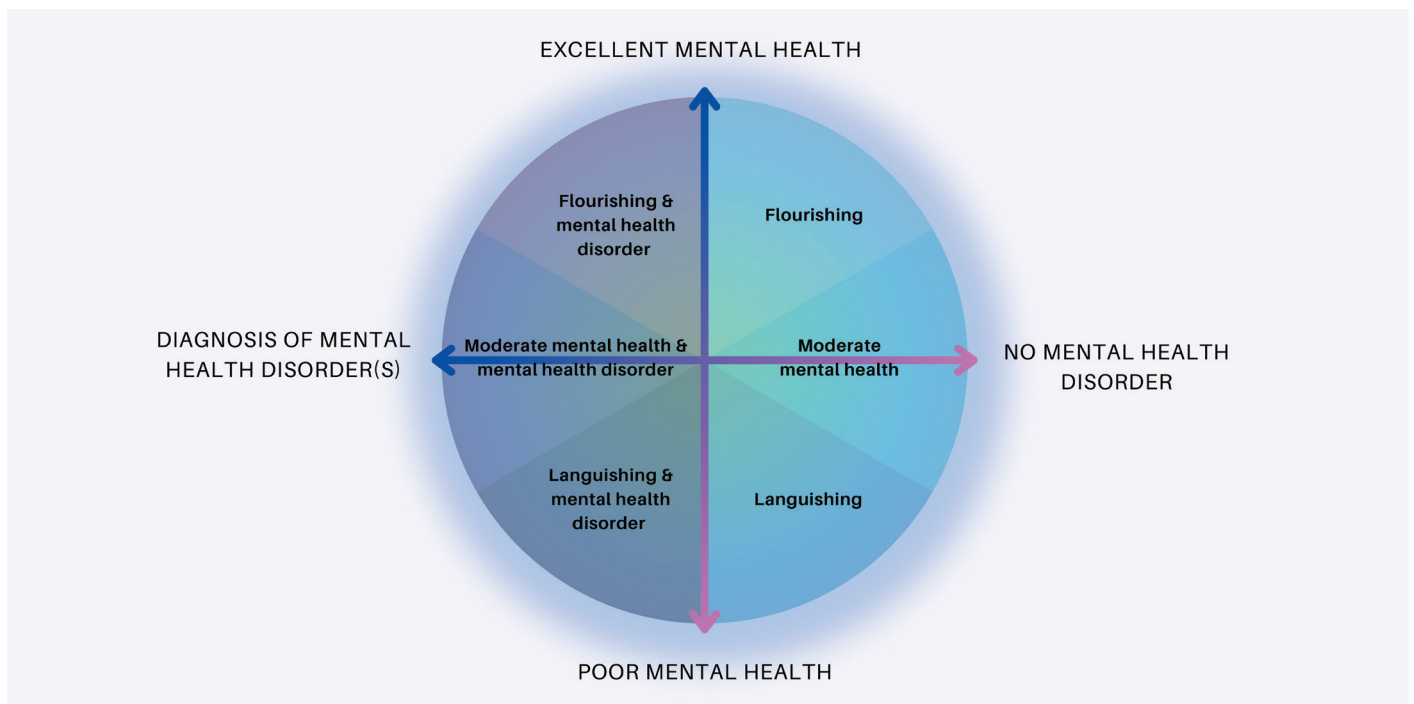 EXCELLENT MENTAL HEALTH
Flourishing &
mental health
disorder
Flourishing
DIAGNOSIS OF MENTAL
HEALTH DISORDER(S)
Moderate mental health &
mental health disorder
Moderate
mental health
NO MENTAL HEALTH
DISORDER
Languishing &
mental health
disorder
Languishing
POOR MENTAL HEALTH